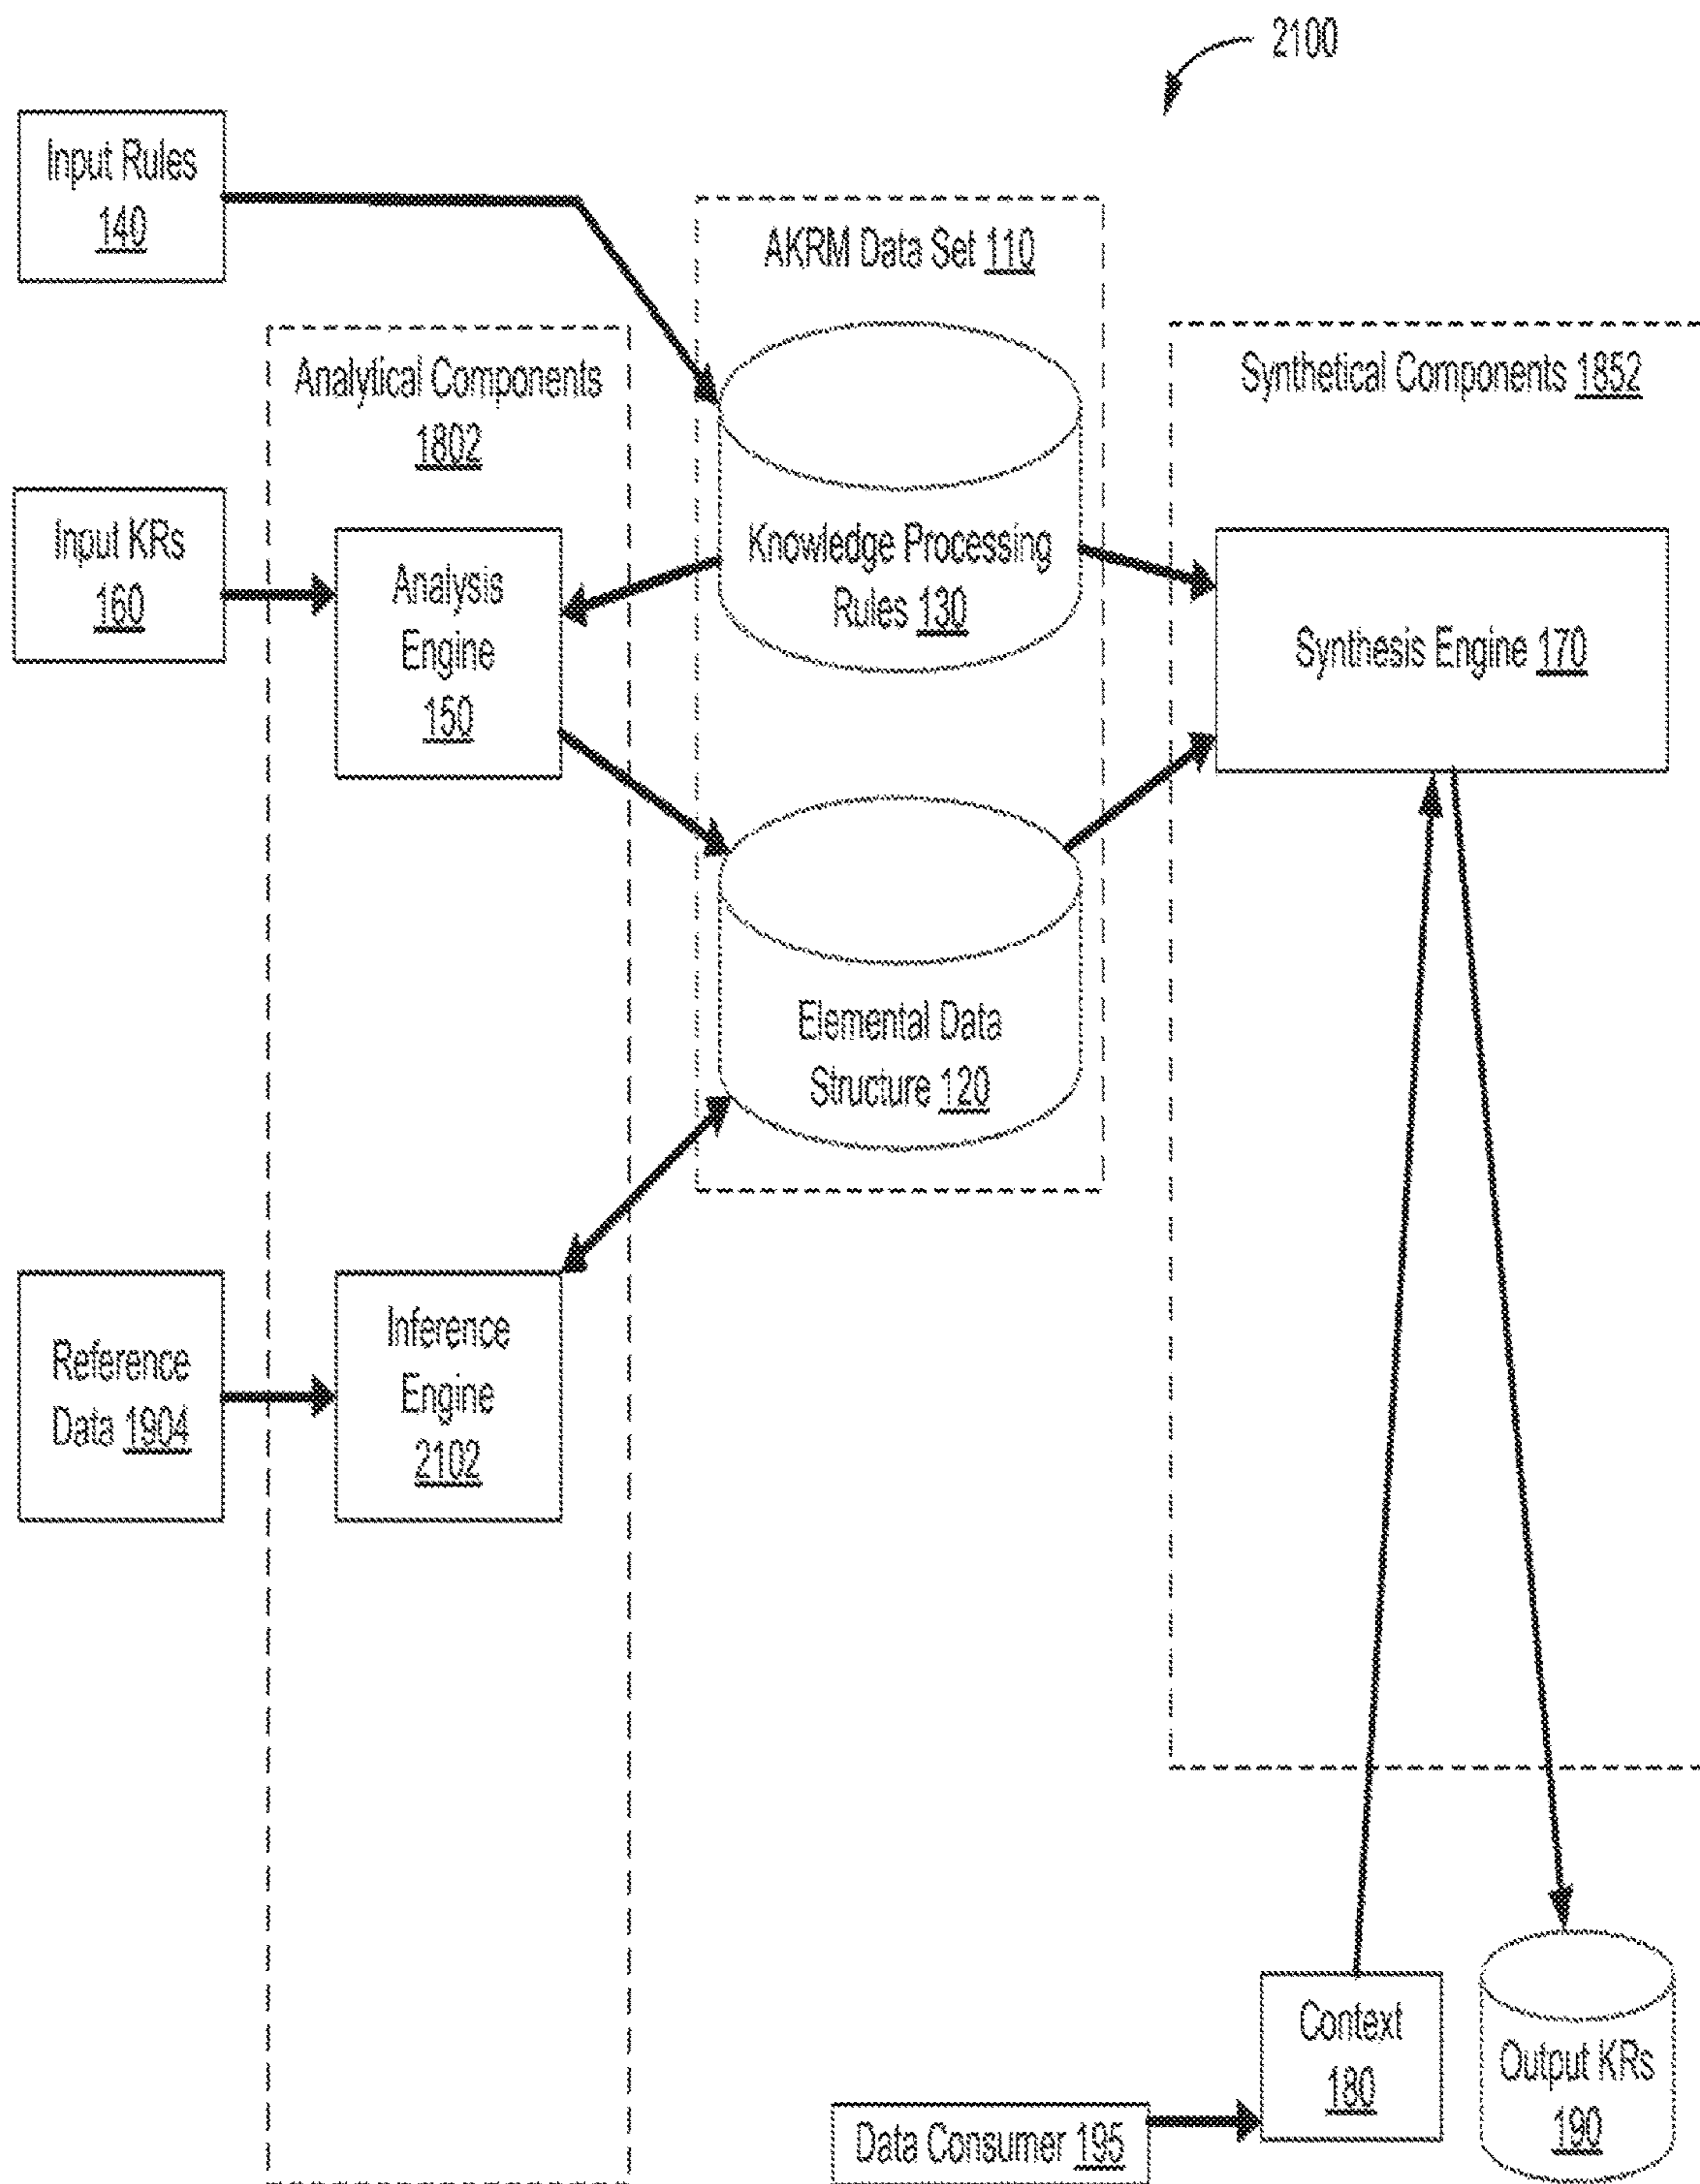 2100
Input Rules
140
AKRM Data Set 110
Analytical Components
1802
Synthetical Components 1852
Input KRs
160
Analysis
Engine
150
Knowledge Processing
Rules 130
Synthesis Engine 170
Elemental Data
Structure 120
Reference
Data 1904
Inference
Engine
2102
Context
180
Output KRs
190
Data Consumer 195